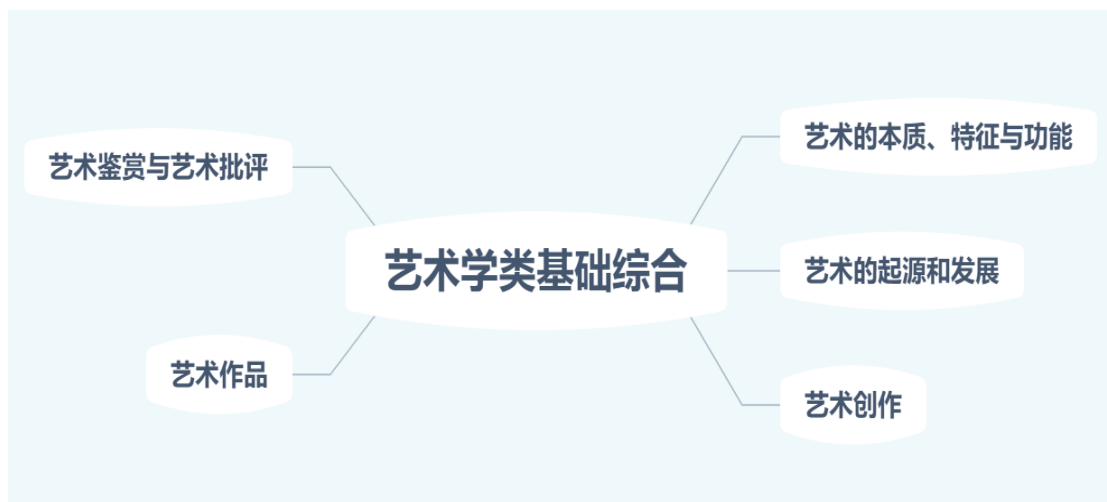 艺术学类基础综合
艺术的本质、特征与功能
艺术的起源和发展
艺术创作
艺术作品
艺术鉴赏与艺术批评